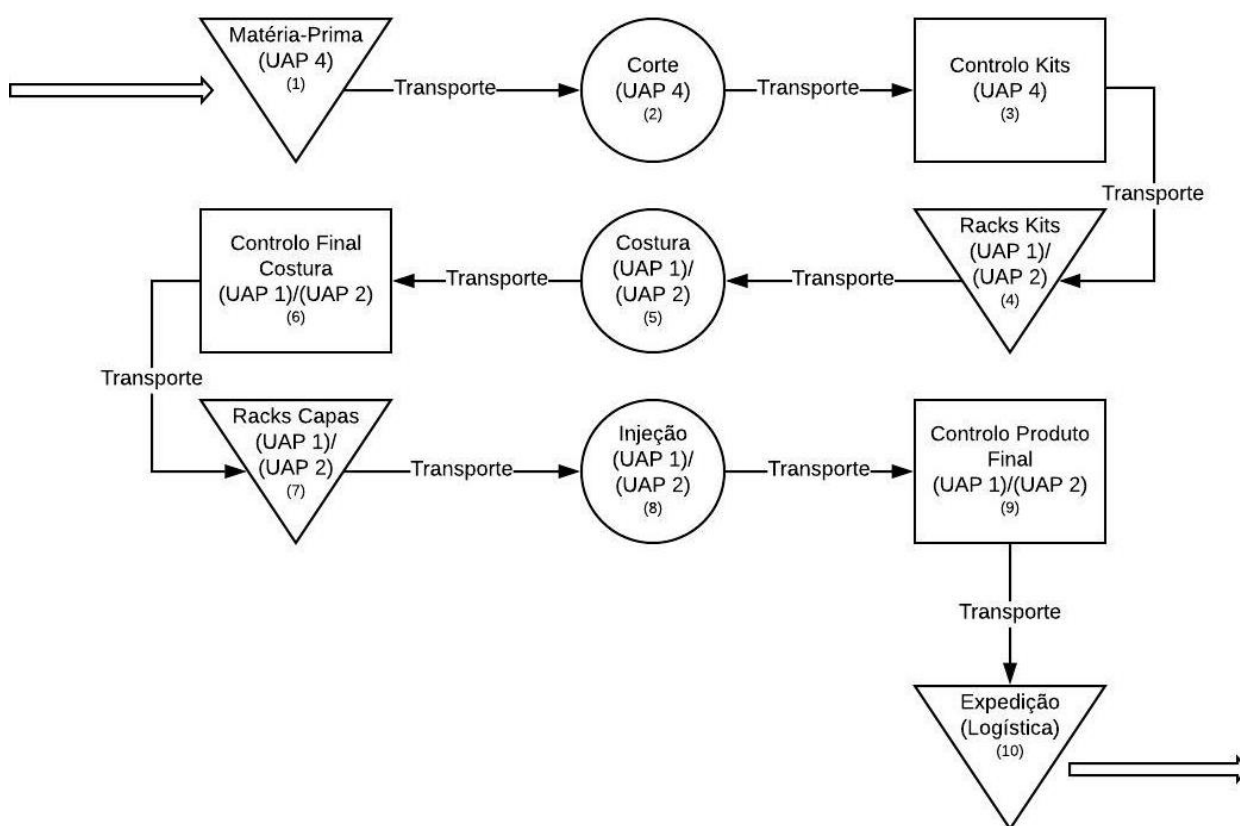 Matéria-Prima
(UAP 4)
(1)
Transporte
Corte
(UAP 4)
(2)
Transporte
Controlo Kits
(UAP 4)
(3)
Transporte
Racks Kits
(UAP 1)/
(UAP 2)
(4)
Transporte
Costura
(UAP 1)/
(UAP 2)
(5)
Transporte
Controlo Final
Costura
(UAP 1)/(UAP 2)
(6)
Transporte
Racks Capas
(UAP 1)/
(UAP 2)
(7)
Transporte
Injeção
(UAP 1)/
(UAP 2)
(8)
Transporte
Controlo Produto
Final
(UAP 1)/(UAP 2)
(9)
Transporte
Expedição
(Logística)
(10)